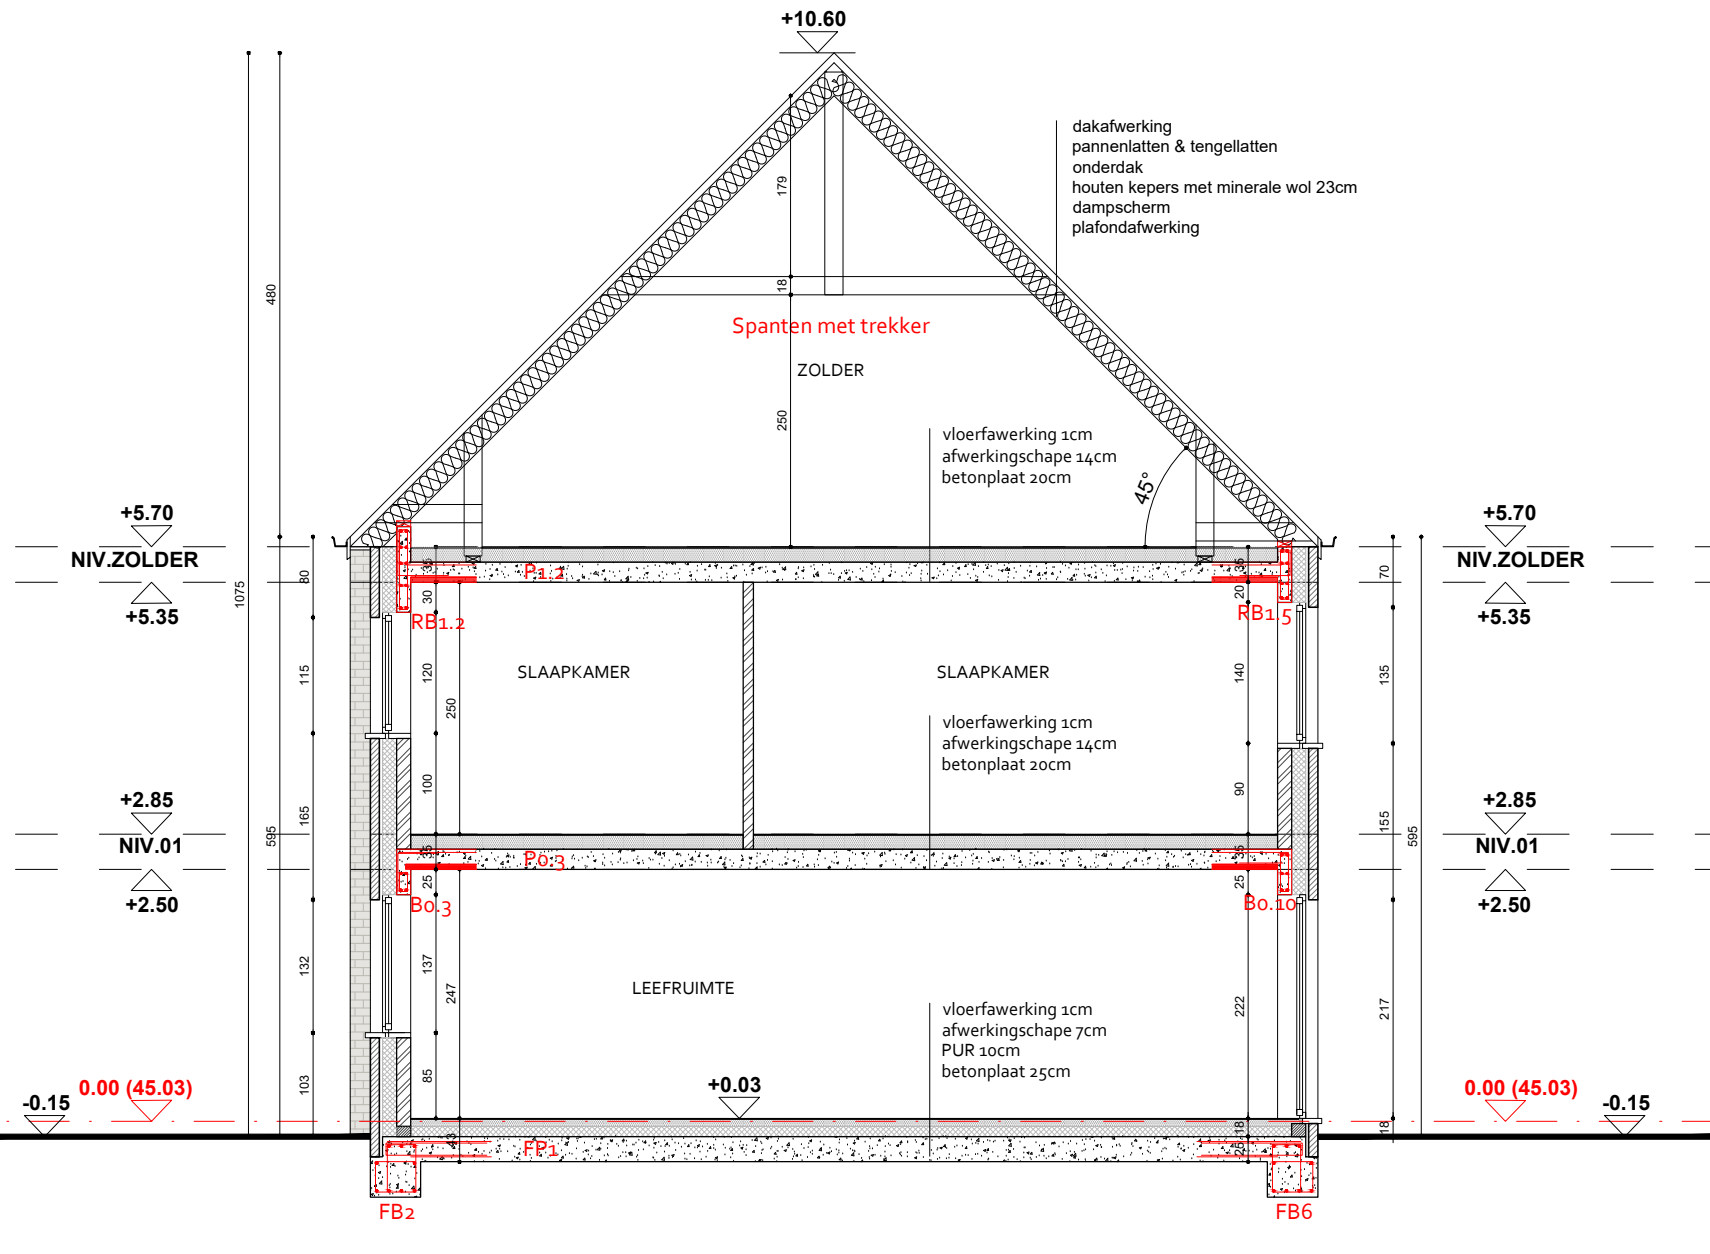 +10.60
dakafwerking
pannenlatten & tengellatten
onderdak
houten kepers met minerale wol 23cm
dampscherm
plafondafwerking
179
18
480
Spanten met trekker
ZOLDER
250
vloerfawerking 1cm
afwerkingschape 14cm
betonplaat 20cm
45°
+5.70
NIV.ZOLDER
+5.35
+5.70
NIV.ZOLDER
+5.35
1075
80
35
30
P1.2
RB1.2
35
20
RB1.5
70
115
120
250
SLAAPKAMER
SLAAPKAMER
140
135
vloerfawerking 1cm
afwerkingschape 14cm
betonplaat 20cm
100
90
+2.85
NIV.01
+2.50
595
165
35
25
P0.3
B0.3
35
25
B0.10
155
595
+2.85
NIV.01
+2.50
132
137
247
LEEFRUIMTE
222
217
vloerfawerking 1cm
afwerkingschape 7cm
PUR 10cm
betonplaat 25cm
103
85
+0.03
-0.15
0.00 (45.03)
0.00 (45.03)
-0.15
43
FP1
18
25
18
FB2
FB6